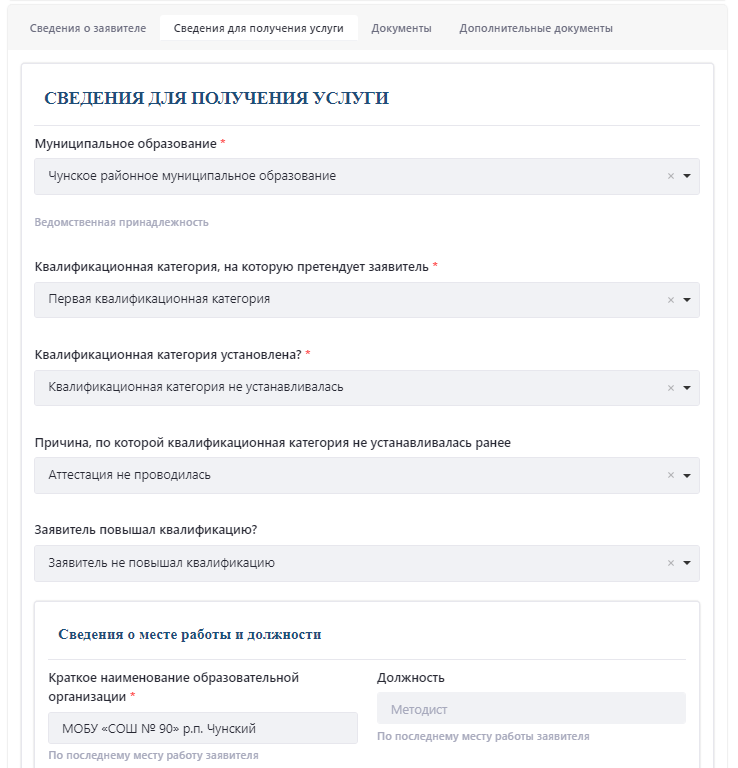 Сведения о заявителе Сведения для получения услуги Документы Дополнительные документы
СВЕДЕНИЯ ДЛЯ ПОЛУЧЕНИЯ УСЛУГИ
Муниципальное образование *
Чунское районное муниципальное образование
Ведомственная принадлежность
Квалификационная категория, на которую претендует заявитель *
Первая квалификационная категория
Квалификационная категория установлена? *
Квалификационная категория не устанавливалась
Причина, по которой квалификационная категория не устанавливалась ранее
Аттестация не проводилась
Заявитель повышал квалификацию?
Заявитель не повышал квалификацию
Сведения о месте работы и должности
Краткое наименование образовательной
организации *
МОБУ «СОШ № 90» р.п. Чунский
По последнему месту работу заявителя
Должность
Методист
По последнему месту работы заявителя